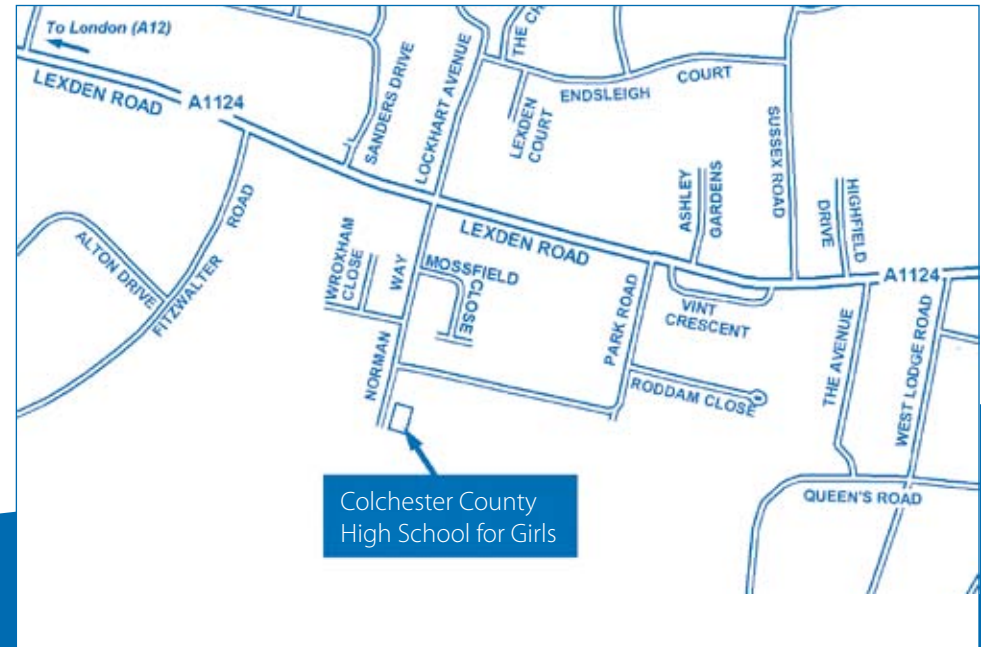 To London (A12)
LEXDEN ROAD
A1124
SANDERS DRIVE
LOCKHART AVENUE
THE CH
LEXDEN
COURT
ENDSLEIGH
COURT
SUSSEX ROAD
ASHLEY
GARDENS
HIGHFIELD
DRIVE
ALTON DRIVE
FITZWALTER
ROAD
WROXHAM
CLOSE
NORMAN
WAY
MOSSFIELD
CLOSE
LEXDEN ROAD
PARK ROAD
VINT
CRESCENT
A1124
RODDAM CLOSE
THE AVENUE
WEST LODGE ROAD
QUEEN'S ROAD
Colchester County
High School for Girls